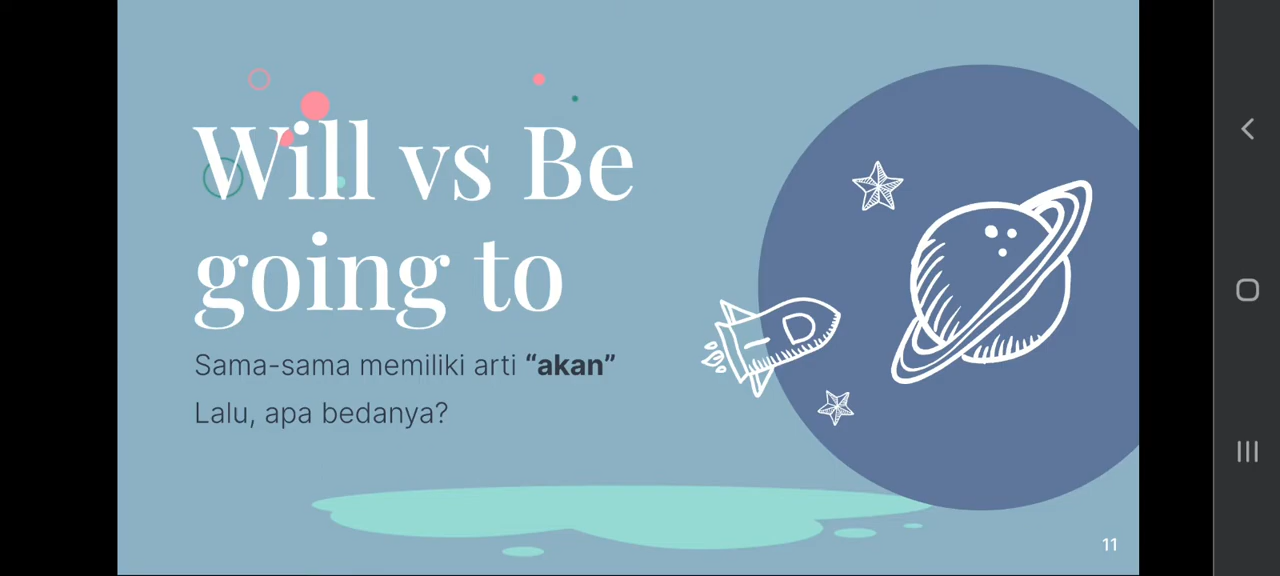 Will vs Be
going to
Sama-sama memiliki arti “akan”
Lalu, apa bedanya?
11